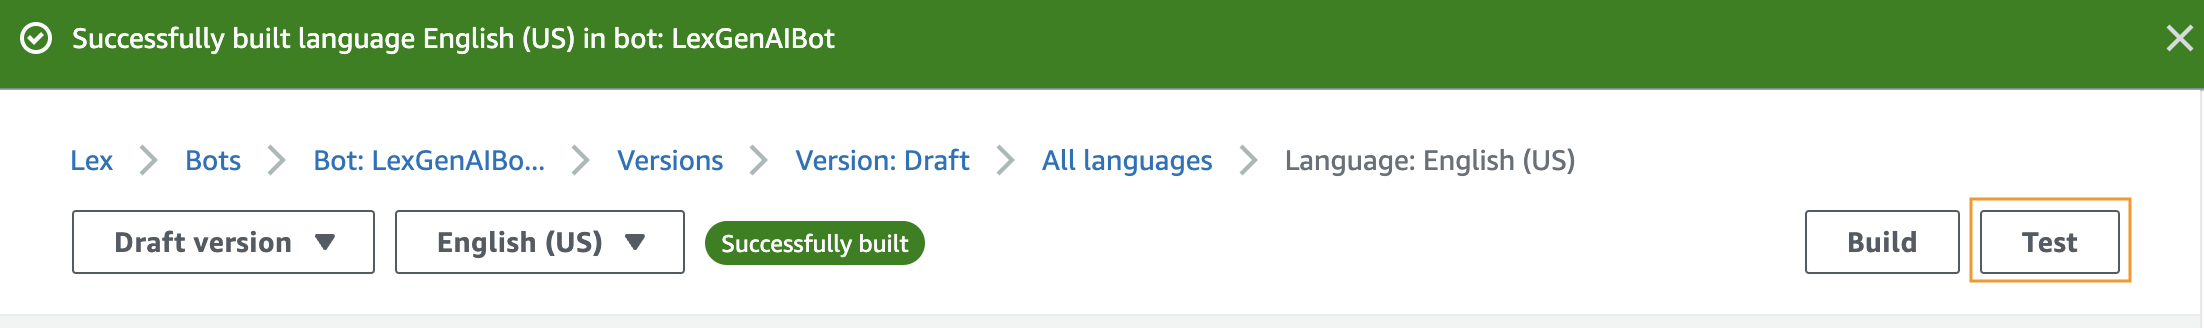 Successfully built language English (US) in bot: LexGenAIBot
Lex Bots Bot: LexGenAIBo... Versions Version: Draft All languages Language: English (US)
Draft version English (US) Successfully built Build Test